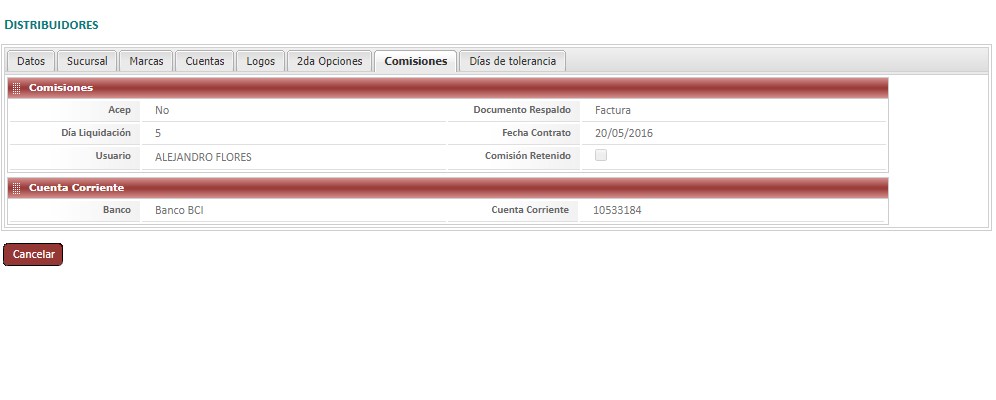 DISTRIBUIDORES
Datos Sucursal Marcas Cuentas Logos 2da Opciones Comisiones Días de tolerancia
Comisiones
Acep No Documento Respaldo Factura
Día Liquidación 5 Fecha Contrato 20/05/2016
Usuario ALEJANDRO FLORES Comisión Retenido
Cuenta Corriente
Banco Banco BCI Cuenta Corriente 10533184
Cancelar